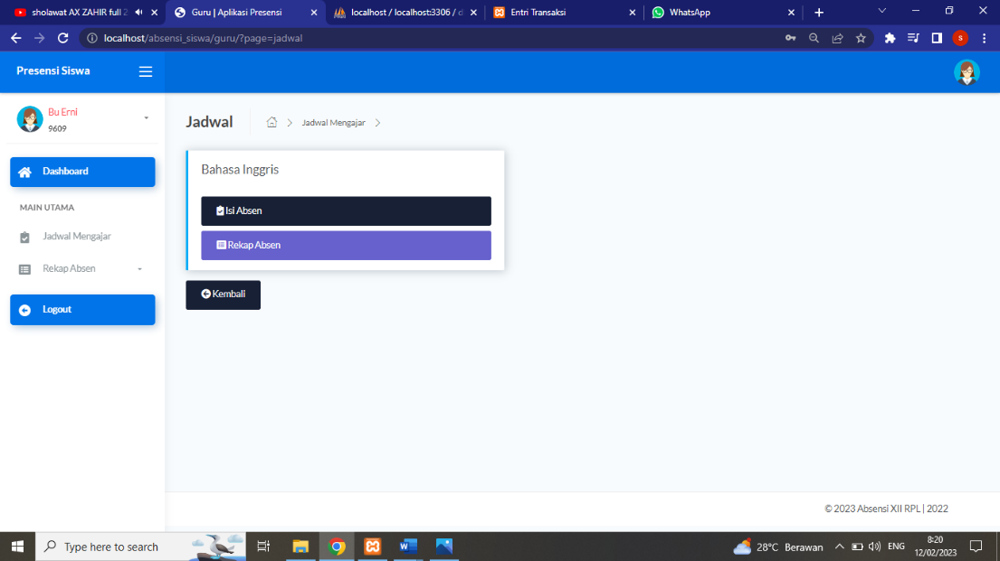 sholawat AX ZAHIR full 2
Guru | Aplikasi Presensi
localhost / localhost:3306 / d
Entri Transaksi
WhatsApp
localhost/absensi_siswa/guru/?page=jadwal
S
Presensi Siswa
Bu Erni
9609
Dashboard
MAIN UTAMA
Jadwal Mengajar
Rekap Absen
Logout
Jadwal
Jadwal Mengajar
Bahasa Inggris
Isi Absen
Rekap Absen
Kembali
© 2023 Absensi XII RPL | 2022
Type here to search
28°C Berawan
ENG
8:20
12/02/2023